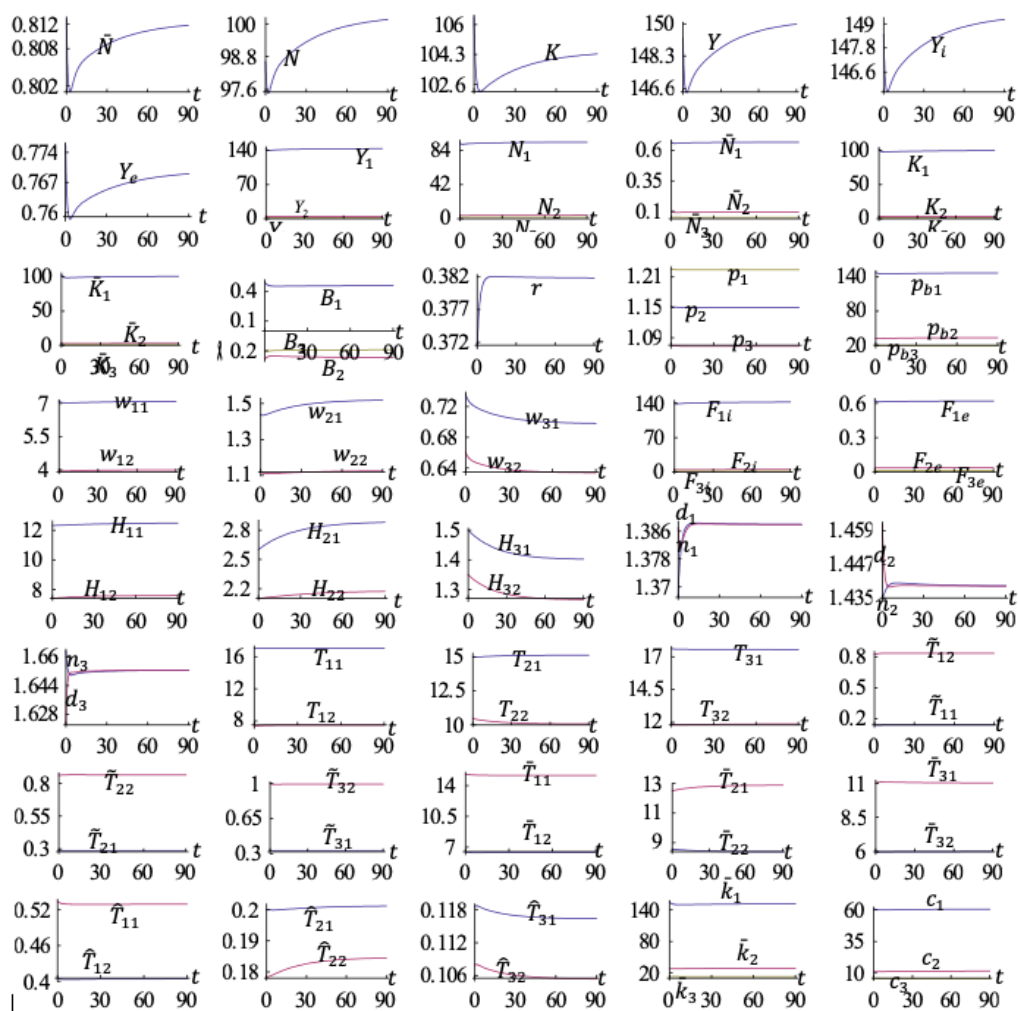 0.812 0.808 0.802 N̄ t 0 30 60 90
100 98.8 97.6 N t 0 30 60 90
106 104.3 102.6 K t 0 30 60 90
150 148.3 146.6 Y t 0 30 60 90
149 147.8 146.6 Yᵢ t 0 30 60 90
0.774 0.767 0.76 Yₑ t 0 30 60 90
140 70 0 Y₁ Y₂ t 0 30 60 90
84 42 0 N₁ N₂ t 0 30 60 90
0.6 0.35 0.1 N̄₁ N̄₂ N̄₃ t 0 30 60 90
100 50 0 K₁ K₂ t 0 30 60 90
100 50 0 K̄₁ K̄₂ K̄₃ t 0 30 60 90
0.4 0.1 0.2 B₁ B₃ B₂ t 30 60 90
0.382 0.377 0.372 r t 0 30 60 90
1.21 1.15 1.09 p₁ p₂ p₃ t 0 30 60 90
140 80 20 p_b1 p_b2 p_b3 t 0 30 60 90
7 5.5 4 w₁₁ w₁₂ t 0 30 60 90
1.5 1.3 1.1 w₂₁ w₂₂ t 0 30 60 90
0.72 0.68 0.64 w₃₁ w₃₂ t 0 30 60 90
140 70 0 F₁ᵢ F₂ᵢ F₃ᵢ t 0 30 60 90
0.6 0.3 0 F₁ₑ F₂ₑ F₃ₑ t 0 30 60 90
12 10 8 H₁₁ H₁₂ t 0 30 60 90
2.8 2.5 2.2 H₂₁ H₂₂ t 0 30 60 90
1.5 1.4 1.3 H₃₁ H₃₂ t 0 30 60 90
1.386 1.378 1.37 d₁ n₁ t 0 30 60 90
1.459 1.447 1.435 d₂ n₂ t 0 30 60 90
1.66 1.644 1.628 n₃ d₃ t 0 30 60 90
16 12 8 T₁₁ T₁₂ t 0 30 60 90
15 12.5 10 T₂₁ T₂₂ t 0 30 60 90
17 14.5 12 T₃₁ T₃₂ t 0 30 60 90
0.8 0.5 0.2 T̃₁₂ T̃₁₁ t 0 30 60 90
0.8 0.55 0.3 T̃₂₂ T̃₂₁ t 0 30 60 90
1 0.65 0.3 T̃₃₂ T̃₃₁ t 0 30 60 90
14 10.5 7 T̄₁₁ T̄₁₂ t 0 30 60 90
13 11 9 T̄₂₁ T̄₂₂ t 0 30 60 90
11 8.5 6 T̄₃₁ T̄₃₂ t 0 30 60 90
0.52 0.46 0.4 T̂₁₁ T̂₁₂ t 0 30 60 90
0.2 0.19 0.18 T̂₂₁ T̂₂₂ t 0 30 60 90
0.118 0.112 0.106 T̂₃₁ T̂₃₂ t 0 30 60 90
140 80 20 k̄₁ k̄₂ k̄₃ t 0 30 60 90
60 35 10 c₁ c₂ c₃ t 0 30 60 90